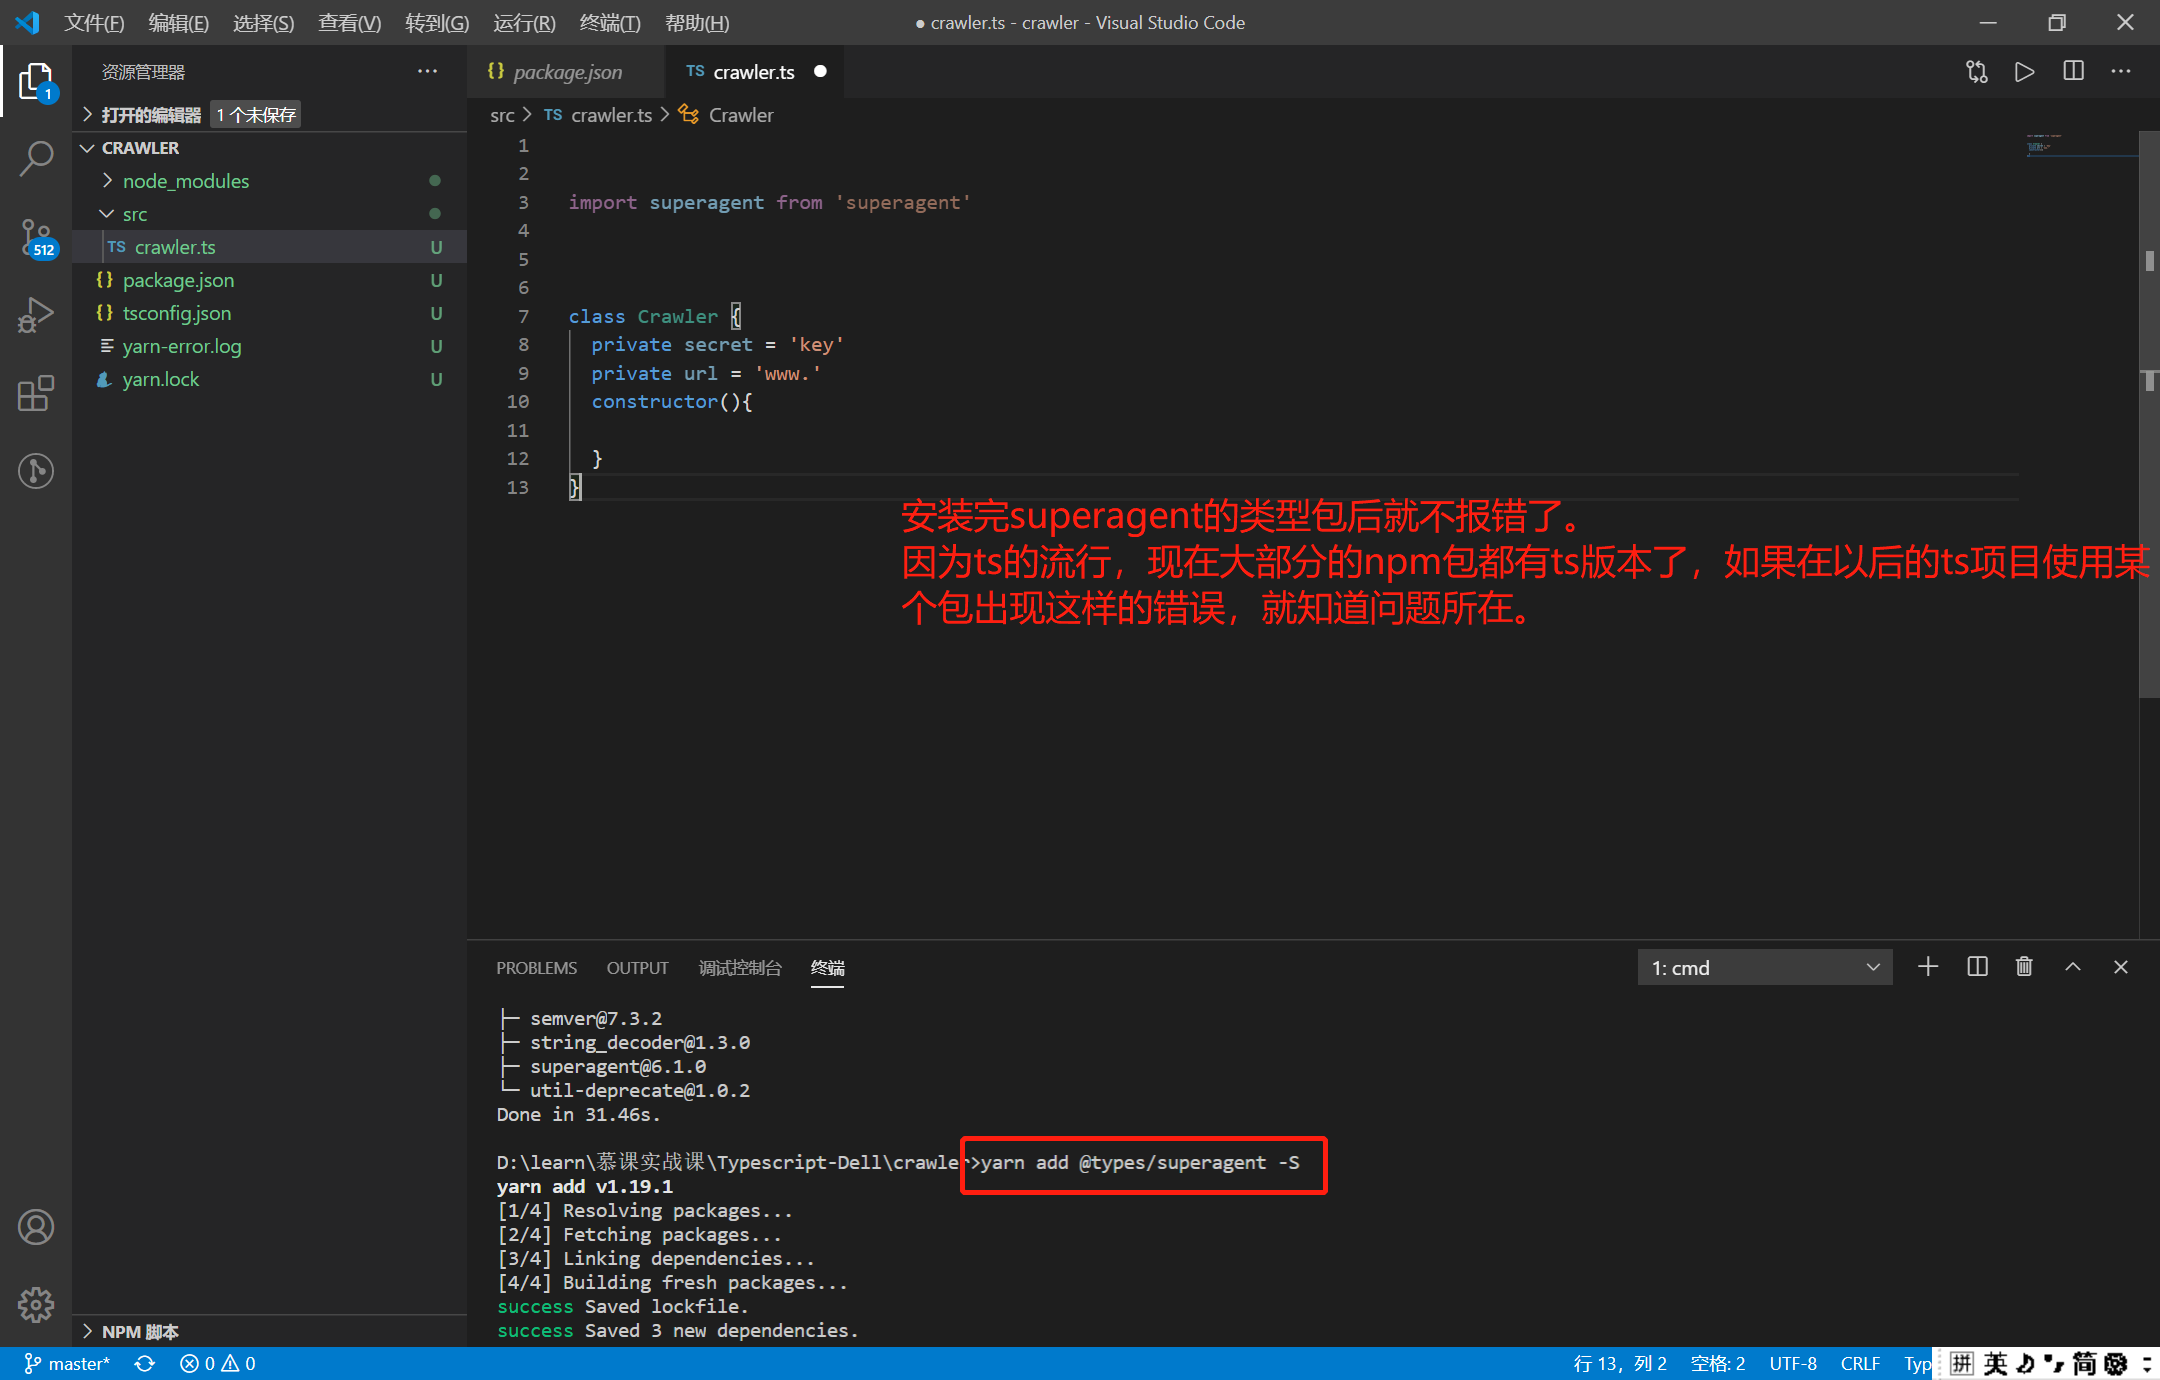 文件(F) 编辑(E) 选择(S) 查看(V) 转到(G) 运行(R) 终端(T) 帮助(H)
● crawler.ts - crawler - Visual Studio Code
资源管理器
打开的编辑器 1 个未保存
CRAWLER
node_modules
src
TS crawler.ts U
{} package.json U
{} tsconfig.json U
yarn-error.log U
yarn.lock U
NPM 脚本
1
512
{} package.json
TS crawler.ts
src > TS crawler.ts > Crawler
1
2
3 import superagent from 'superagent'
4
5
6
7 class Crawler {
8 private secret = 'key'
9 private url = 'www.'
10 constructor(){
11
12 }
13 }
安装完superagent的类型包后就不报错了。
因为ts的流行，现在大部分的npm包都有ts版本了，如果在以后的ts项目使用某
个包出现这样的错误，就知道问题所在。
PROBLEMS OUTPUT 调试控制台 终端
1: cmd
├─ semver@7.3.2
├─ string_decoder@1.3.0
├─ superagent@6.1.0
└─ util-deprecate@1.0.2
Done in 31.46s.
D:\learn\慕课实战课\Typescript-Dell\crawler>yarn add @types/superagent -S
yarn add v1.19.1
[1/4] Resolving packages...
[2/4] Fetching packages...
[3/4] Linking dependencies...
[4/4] Building fresh packages...
success Saved lockfile.
success Saved 3 new dependencies.
master* 0 0
行 13，列 2 空格: 2 UTF-8 CRLF Typ
拼 英 简